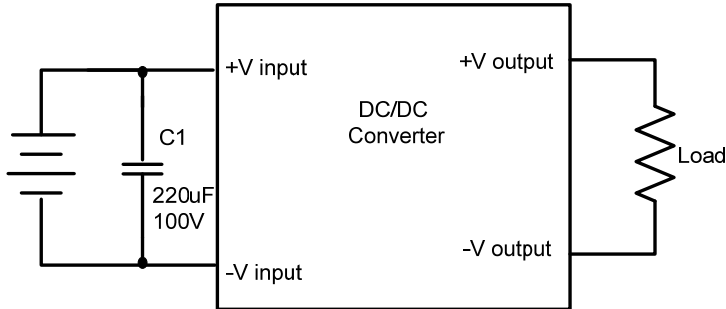 +V input
+V output
DC/DC
Converter
C1
Load
220uF
100V
-V output
-V input